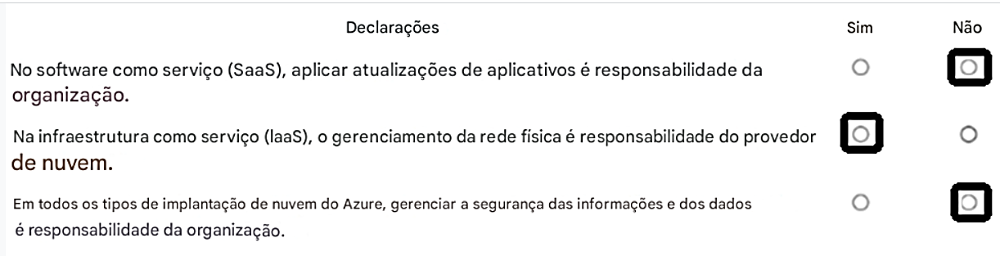 Declarações Sim Não
No software como serviço (SaaS), aplicar atualizações de aplicativos é responsabilidade da
organização.
Na infraestrutura como serviço (IaaS), o gerenciamento da rede física é responsabilidade do provedor
de nuvem.
Em todos os tipos de implantação de nuvem do Azure, gerenciar a segurança das informações e dos dados
é responsabilidade da organização.